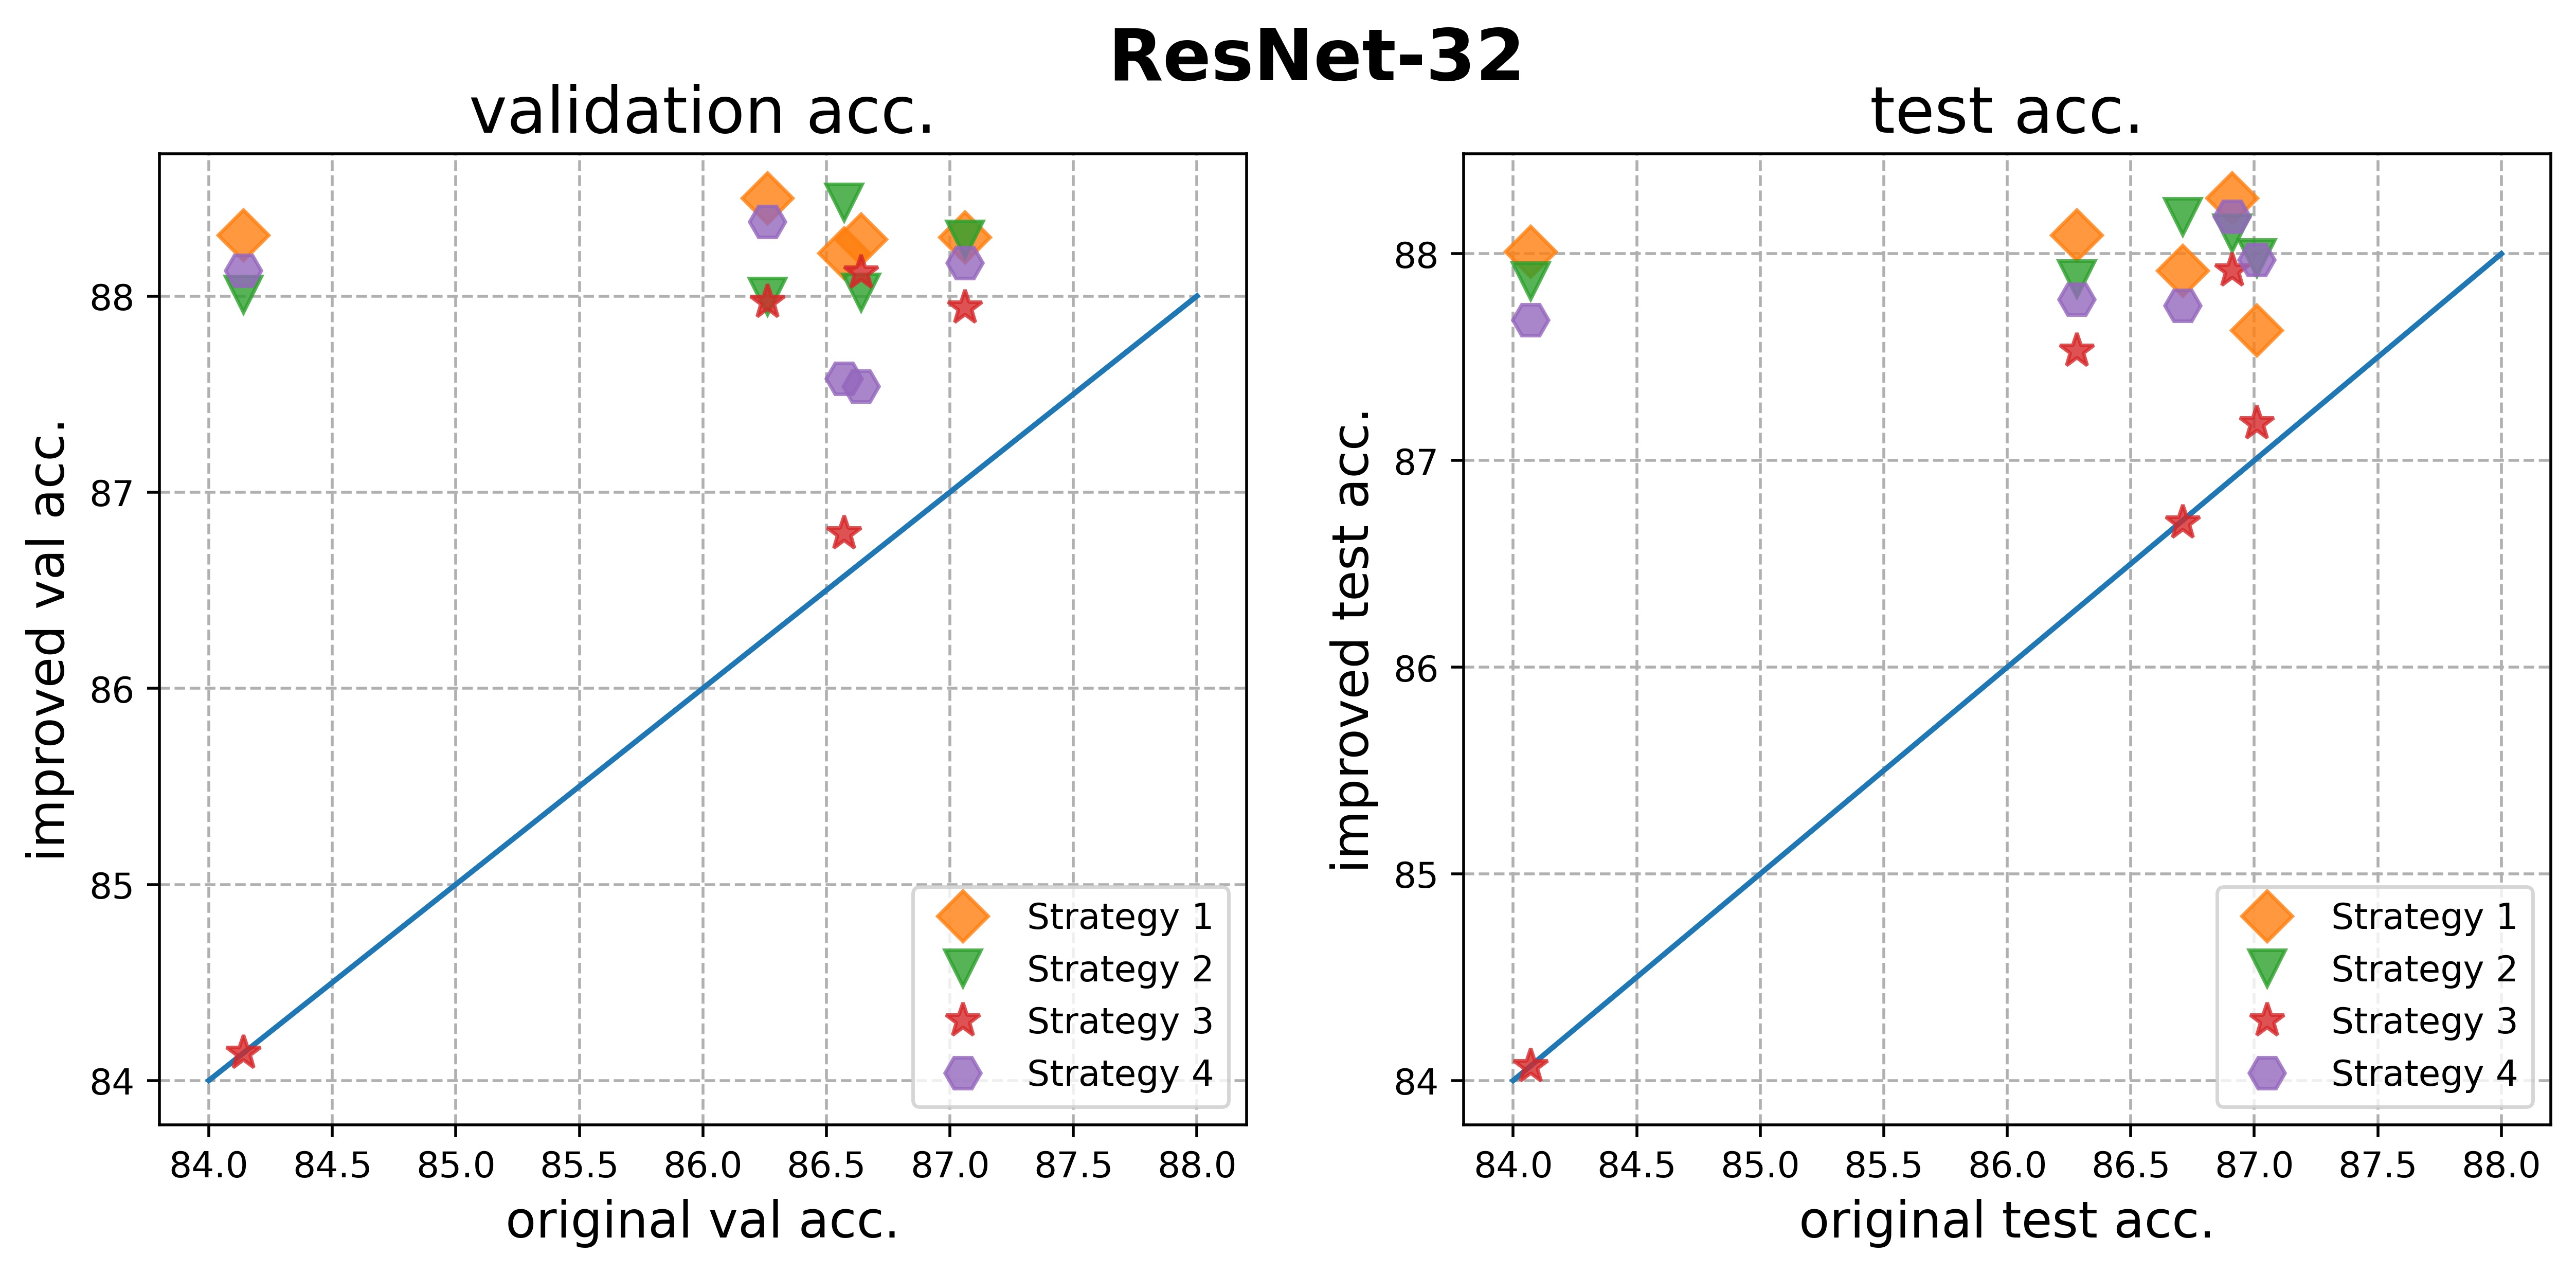 ResNet-32
validation acc.
improved val acc.
88
87
86
85
84
84.0 84.5 85.0 85.5 86.0 86.5 87.0 87.5 88.0
original val acc.
Strategy 1
Strategy 2
Strategy 3
Strategy 4
test acc.
improved test acc.
88
87
86
85
84
84.0 84.5 85.0 85.5 86.0 86.5 87.0 87.5 88.0
original test acc.
Strategy 1
Strategy 2
Strategy 3
Strategy 4